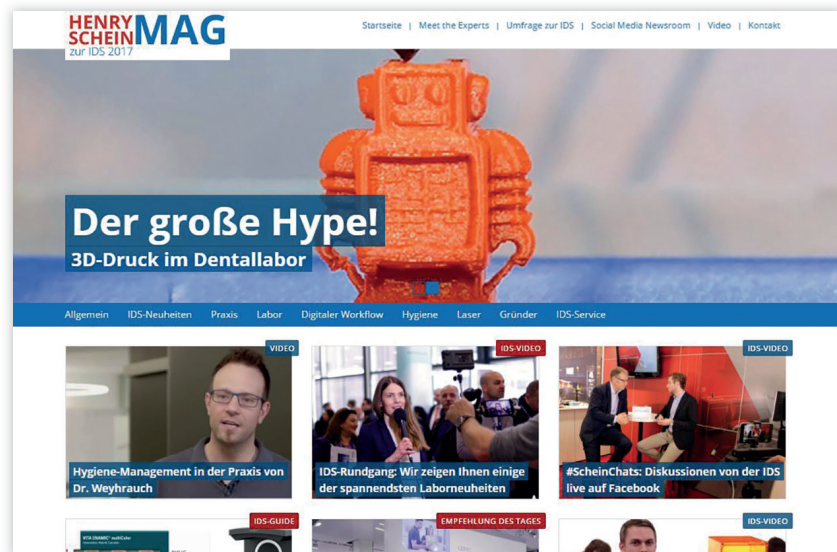 HENRY
SCHEIN MAG
zur IDS 2017
Startseite | Meet the Experts | Umfrage zur IDS | Social Media Newsroom | Video | Kontakt
Der große Hype!
3D-Druck im Dentallabor
Allgemein IDS-Neuheiten Praxis Labor Digitaler Workflow Hygiene Laser Gründer IDS-Service
VIDEO
Hygiene-Management in der Praxis von
Dr. Weyhrauch
IDS-VIDEO
IDS-Rundgang: Wir zeigen Ihnen einige
der spannendsten Laborneuheiten
IDS-VIDEO
#ScheinChats: Diskussionen von der IDS
live auf Facebook
IDS-GUIDE
EMPFEHLUNG DES TAGES
IDS-VIDEO